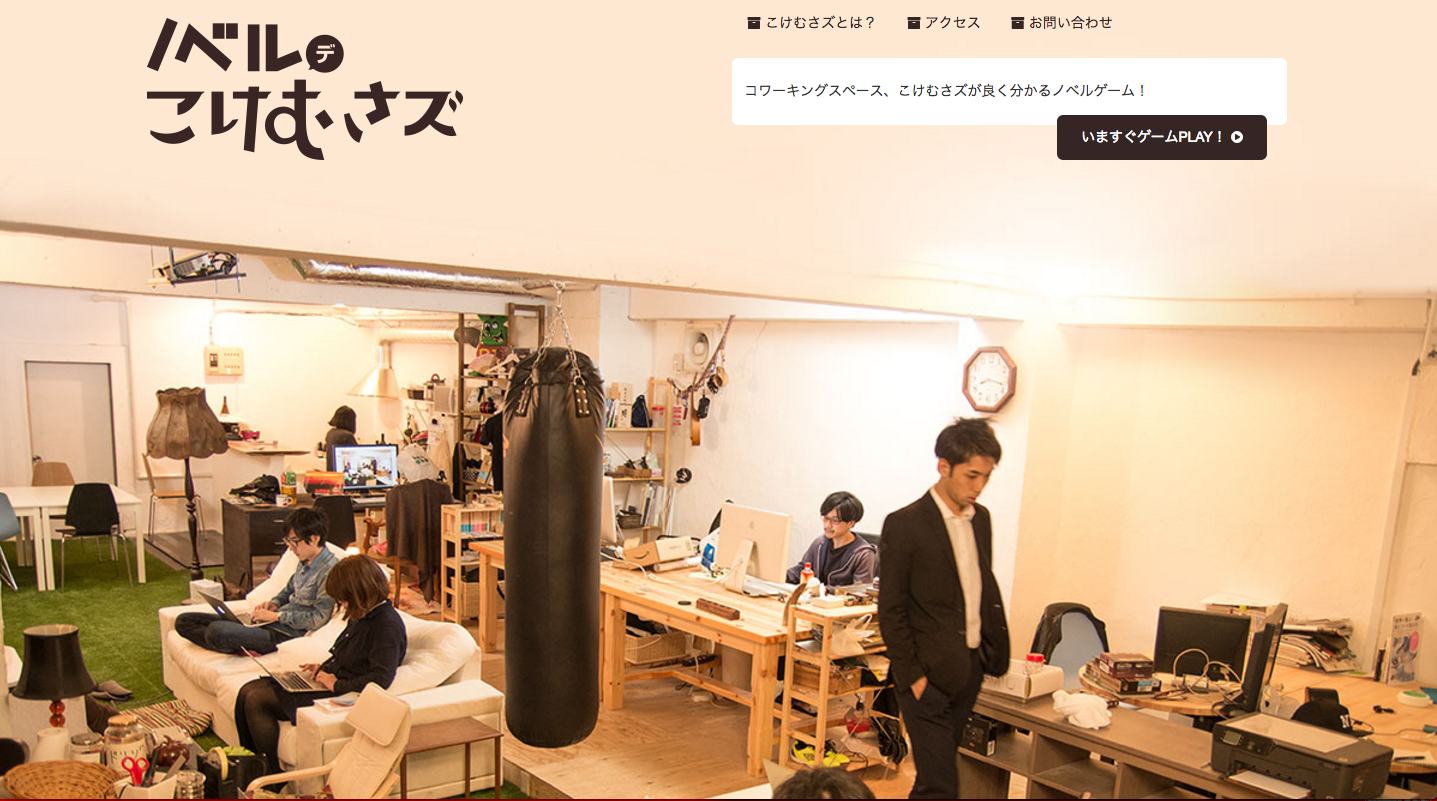 ノベルデ
こけむさズ
こけむさズとは？
アクセス
お問い合わせ
コワーキングスペース、こけむさズが良く分かるノベルゲーム！
いますぐゲームPLAY！